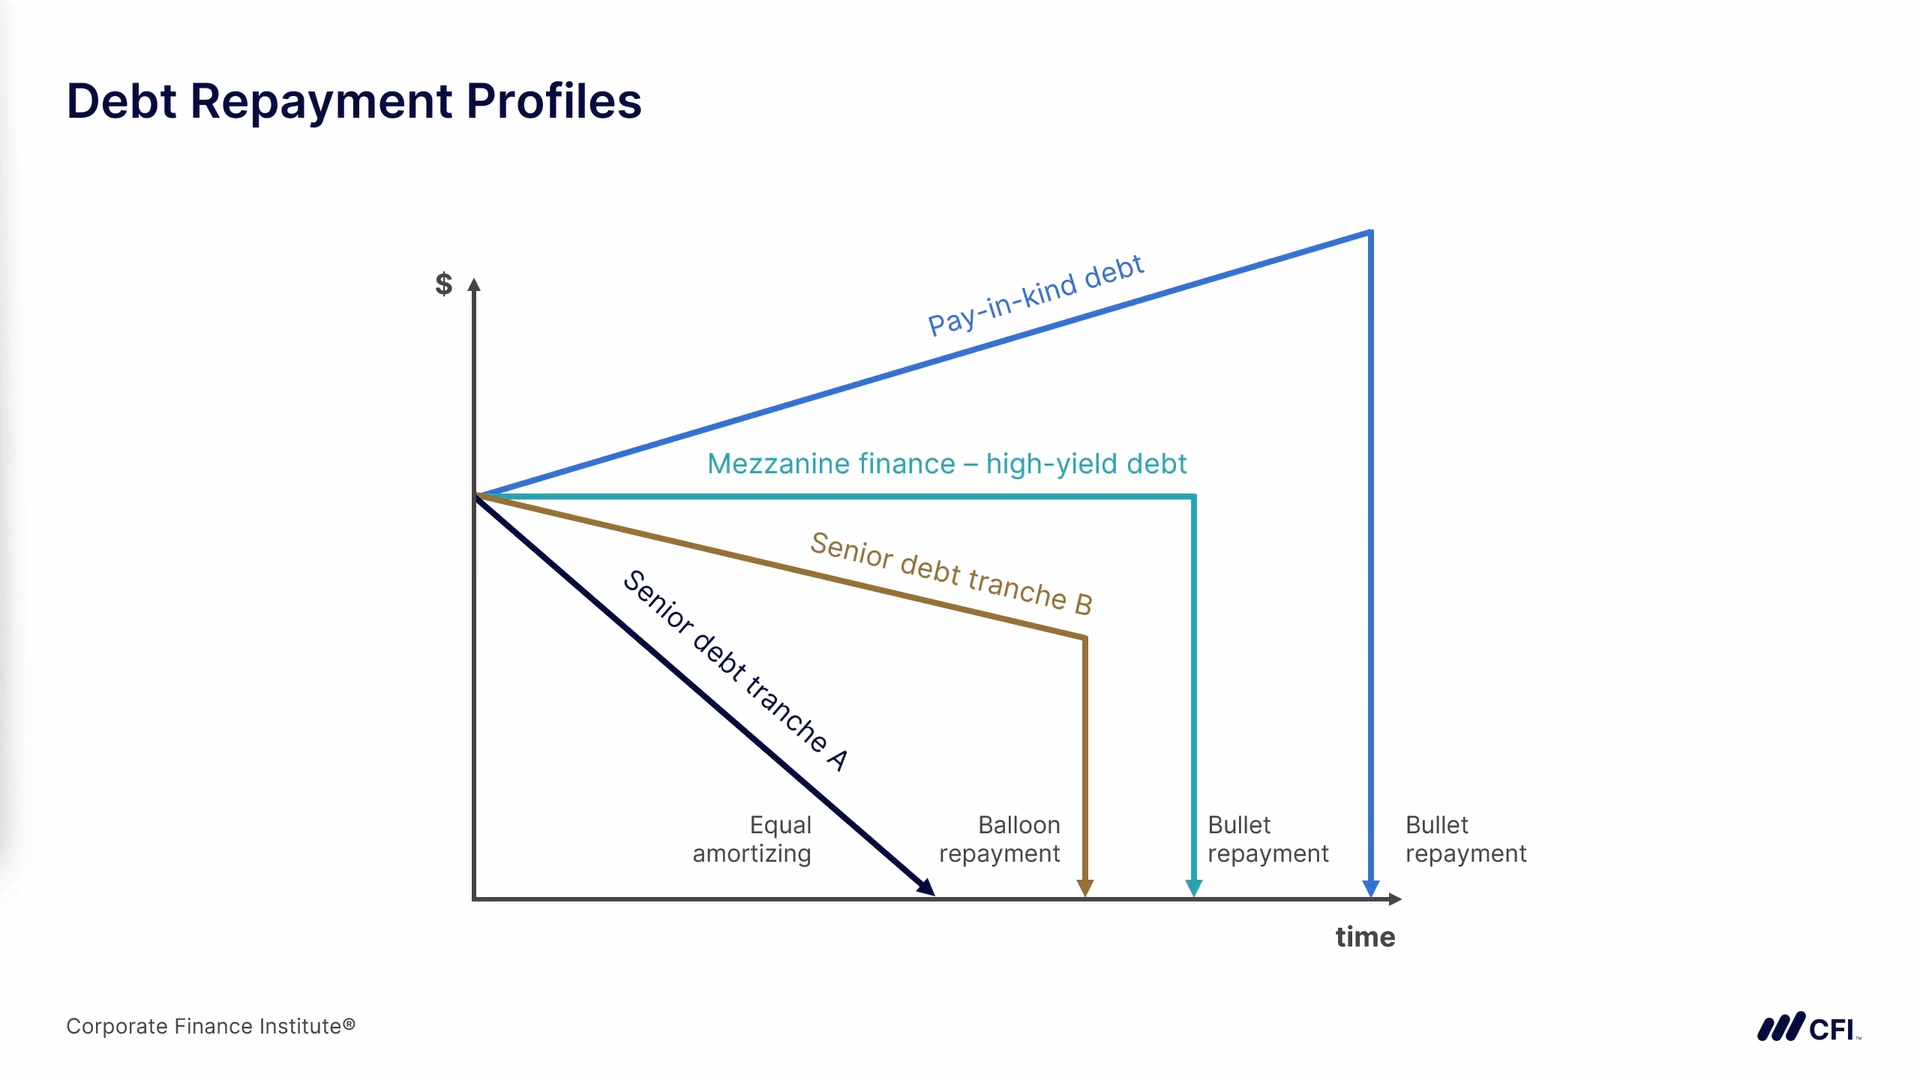 Debt Repayment Profiles
$
Pay-in-kind debt
Mezzanine finance – high-yield debt
Senior debt tranche B
Senior debt tranche A
Equal
amortizing
Balloon
repayment
Bullet
repayment
Bullet
repayment
time
Corporate Finance Institute®
CFI™